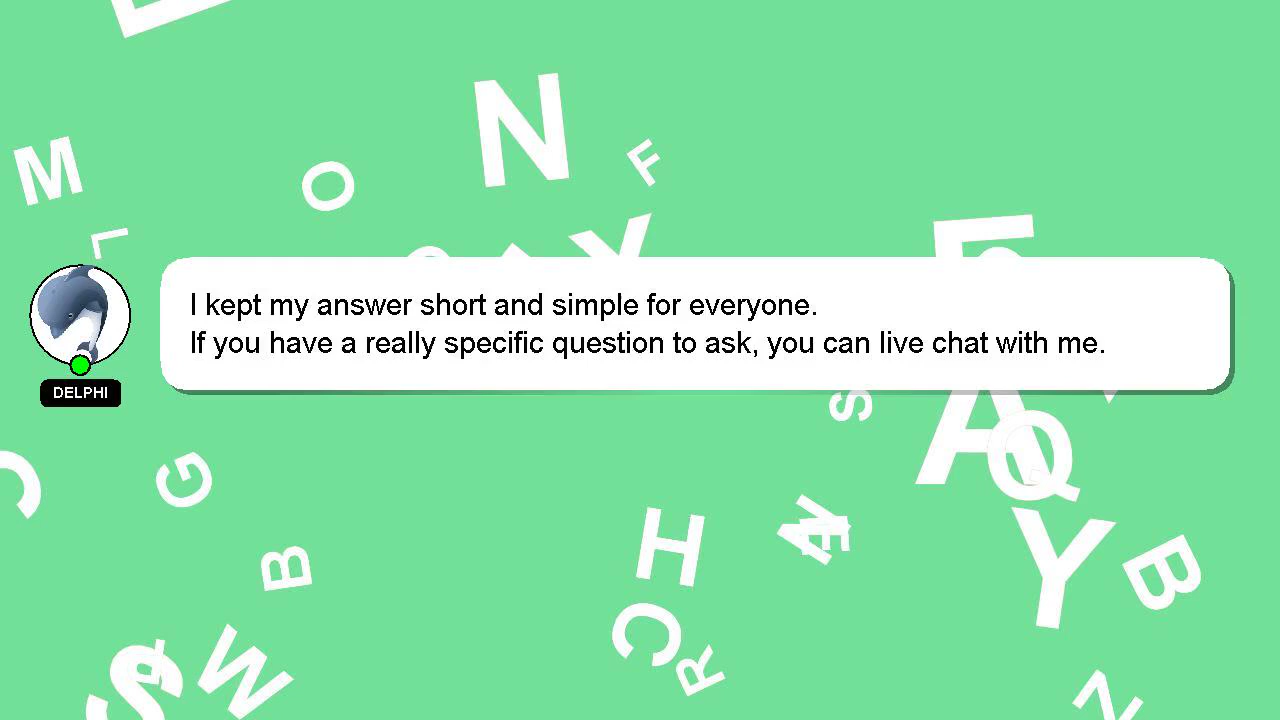 N
F
M
O
L
I kept my answer short and simple for everyone.
If you have a really specific question to ask, you can live chat with me.
DELPHI
S
A
Q
G
H
N
E
Y
B
B
C
R
S
W
Z